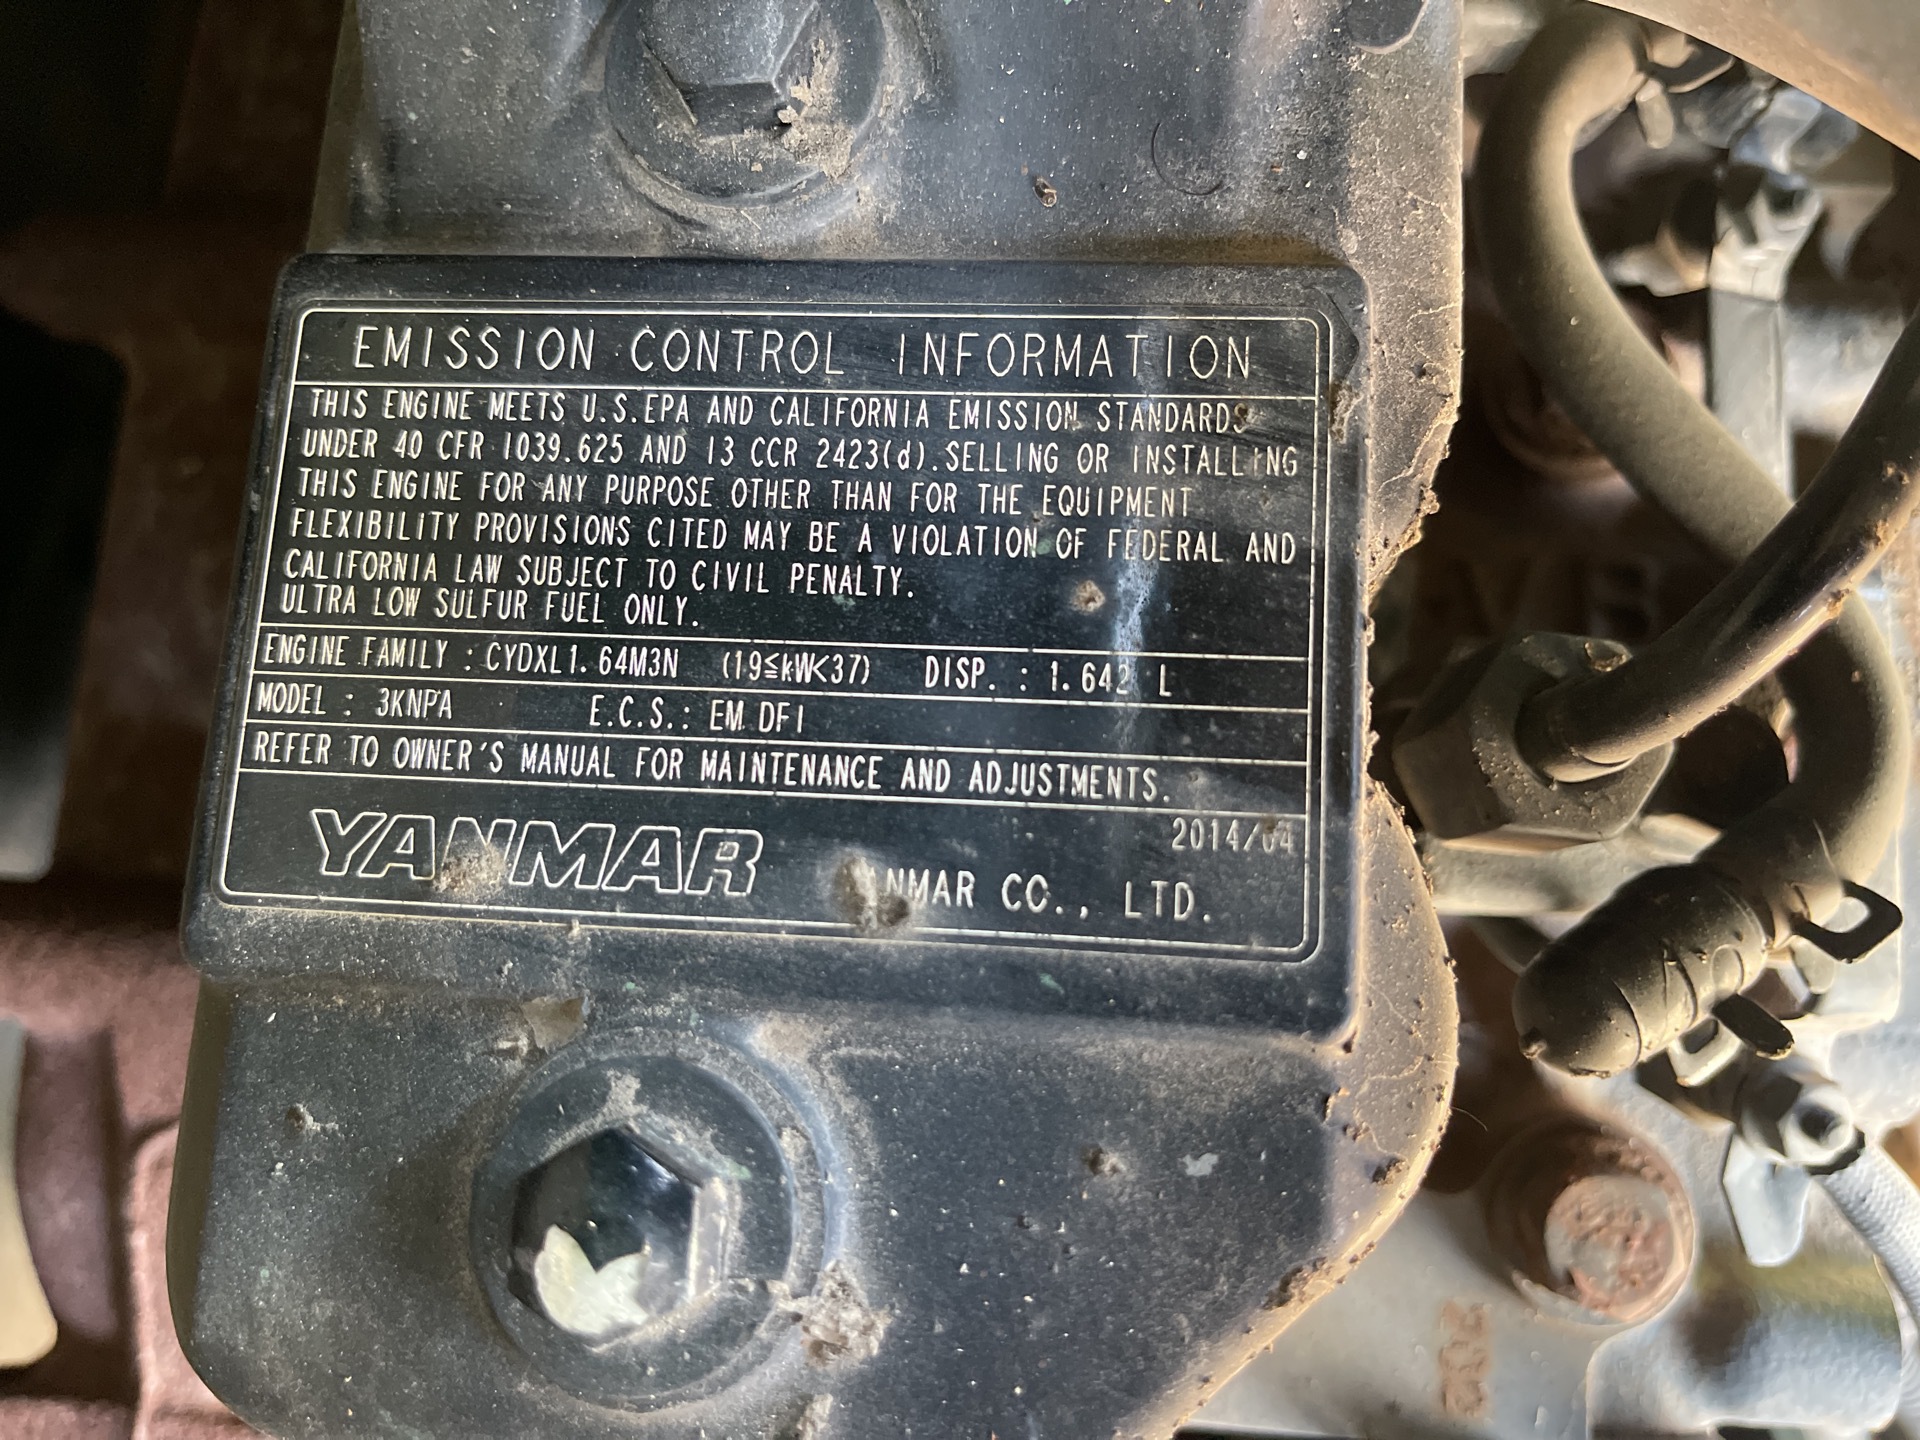 EMISSION CONTROL INFORMATION
THIS ENGINE MEETS U.S.EPA AND CALIFORNIA EMISSION STANDARDS
UNDER 40 CFR 1039.625 AND 13 CCR 2423(d).SELLING OR INSTALLING
THIS ENGINE FOR ANY PURPOSE OTHER THAN FOR THE EQUIPMENT
FLEXIBILITY PROVISIONS CITED MAY BE A VIOLATION OF FEDERAL AND
CALIFORNIA LAW SUBJECT TO CIVIL PENALTY.
ULTRA LOW SULFUR FUEL ONLY.
ENGINE FAMILY : CYDXL1.64M3N (19≦kW<37) DISP. : 1.642 L
MODEL : 3KNPA E.C.S.: EM DFI
REFER TO OWNER'S MANUAL FOR MAINTENANCE AND ADJUSTMENTS.
2014/04
YANMAR YANMAR CO., LTD.